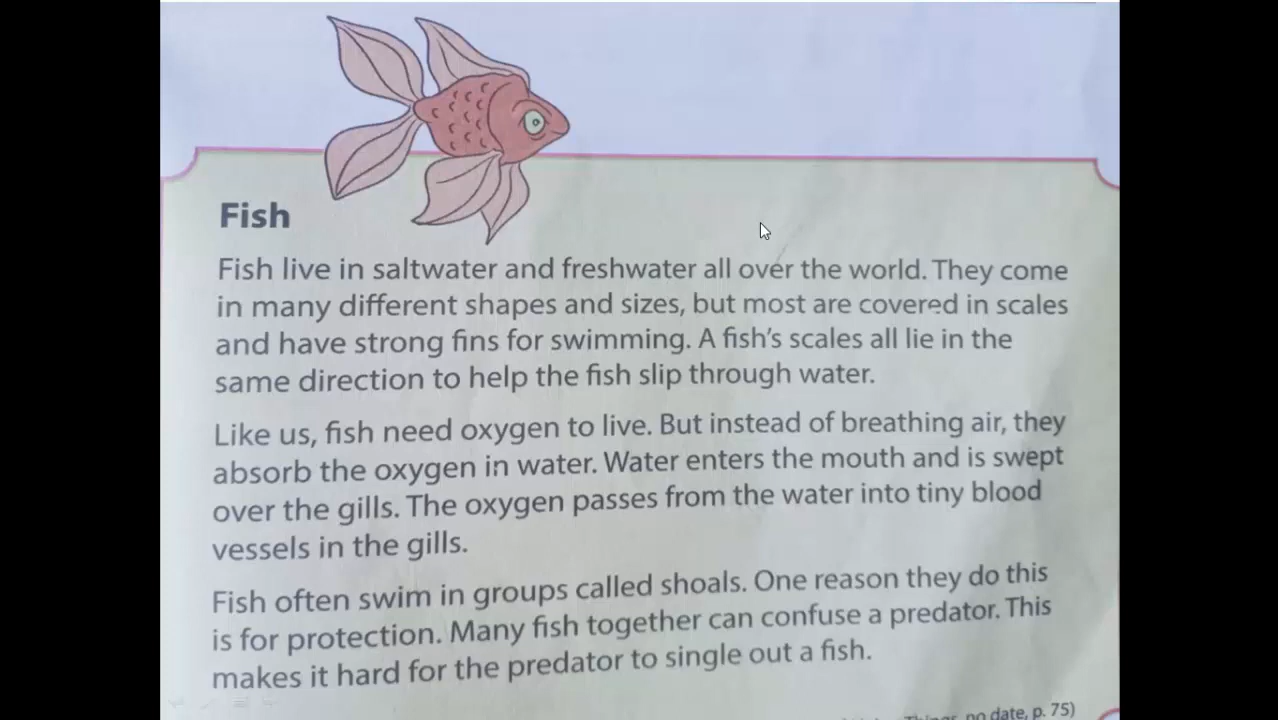 Fish
Fish live in saltwater and freshwater all over the world. They come
in many different shapes and sizes, but most are covered in scales
and have strong fins for swimming. A fish's scales all lie in the
same direction to help the fish slip through water.
Like us, fish need oxygen to live. But instead of breathing air, they
absorb the oxygen in water. Water enters the mouth and is swept
over the gills. The oxygen passes from the water into tiny blood
vessels in the gills.
Fish often swim in groups called shoals. One reason they do this
is for protection. Many fish together can confuse a predator. This
makes it hard for the predator to single out a fish.
Things, no date, p. 75)